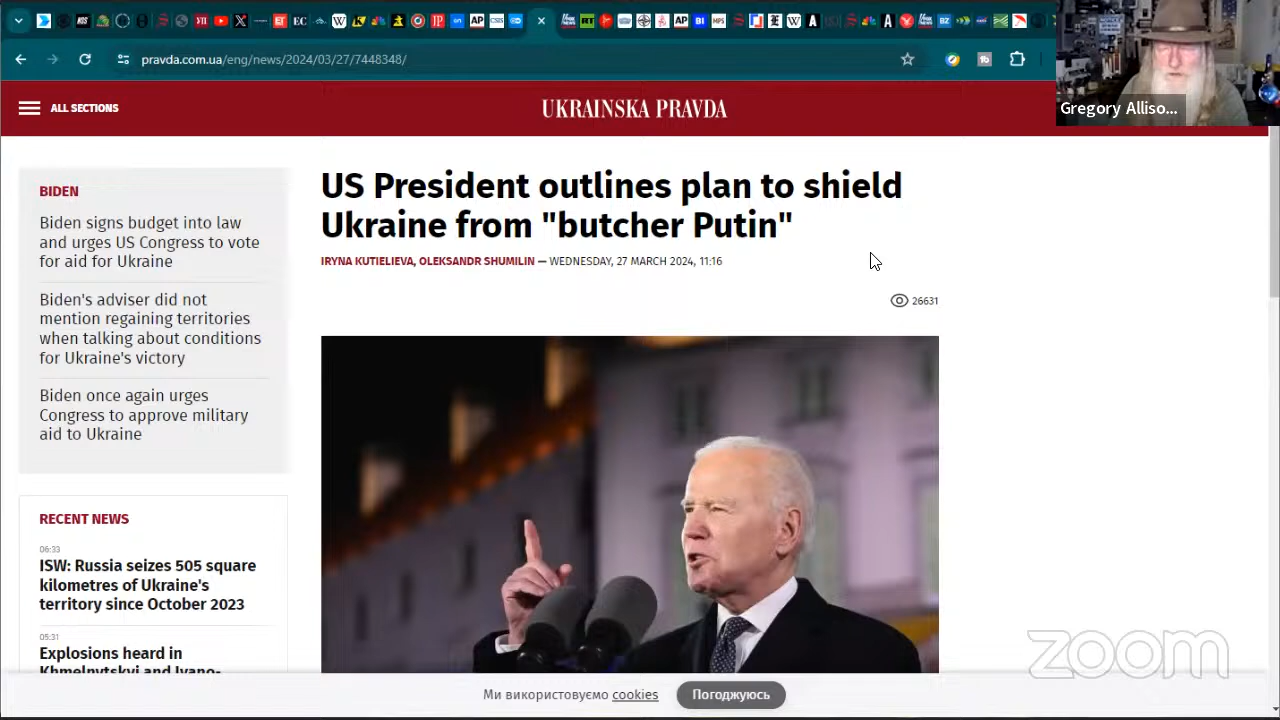 pravda.com.ua/eng/news/2024/03/27/7448348/
Gregory Alliso...
ALL SECTIONS
UKRAINSKA PRAVDA
BIDEN
Biden signs budget into law
and urges US Congress to vote
for aid for Ukraine
Biden's adviser did not
mention regaining territories
when talking about conditions
for Ukraine's victory
Biden once again urges
Congress to approve military
aid to Ukraine
RECENT NEWS
06:33
ISW: Russia seizes 505 square
kilometres of Ukraine's
territory since October 2023
05:31
Explosions heard in
Khmelnytskyi and Ivano-
US President outlines plan to shield
Ukraine from "butcher Putin"
IRYNA KUTIELIEVA, OLEKSANDR SHUMILIN — WEDNESDAY, 27 MARCH 2024, 11:16
26631
zoom
Ми використовуємо cookies
Погоджуюсь